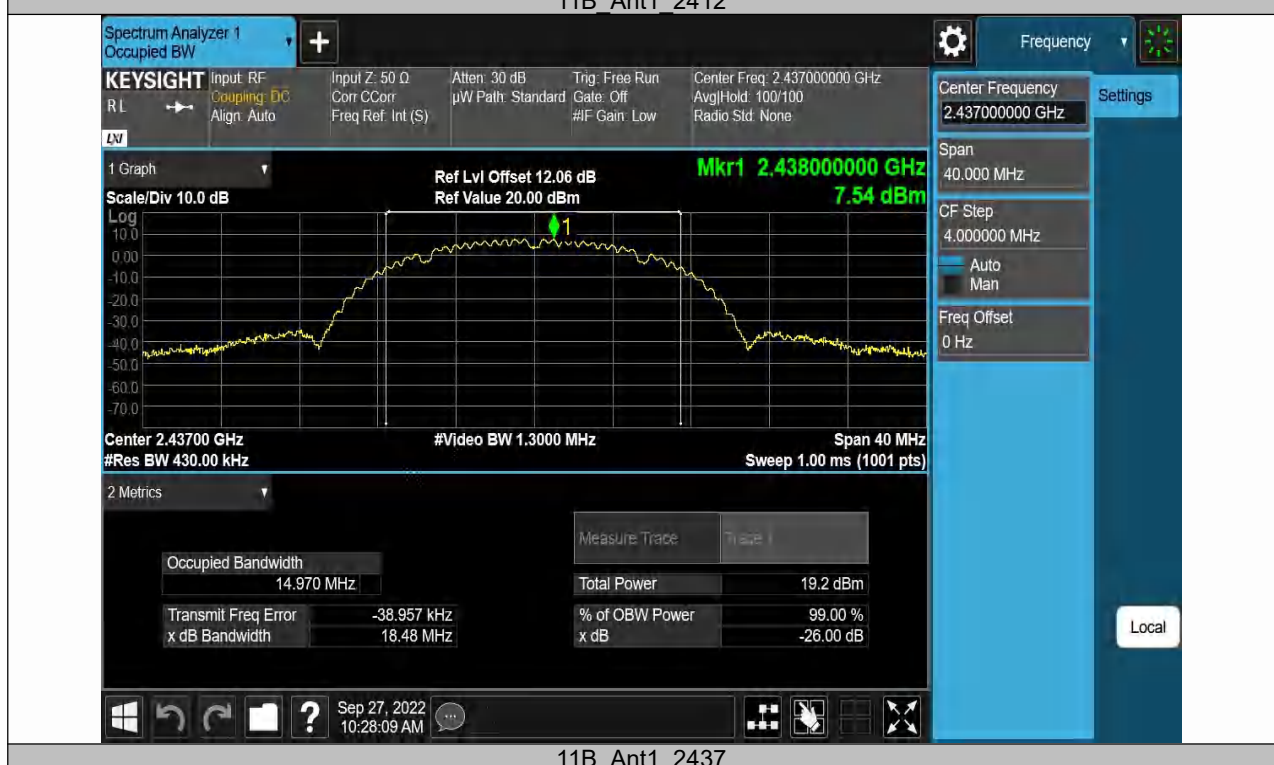 11B_Ant1_2412
Spectrum Analyzer 1
Occupied BW
+
Frequency
KEYSIGHT
R L
LXI
Input: RF
Coupling: DC
Align: Auto
Input Z: 50 Ω
Corr CCorr
Freq Ref: Int (S)
Atten: 30 dB
µW Path: Standard
Trig: Free Run
Gate: Off
#IF Gain: Low
Center Freq: 2.437000000 GHz
Avg|Hold: 100/100
Radio Std: None
Center Frequency
2.437000000 GHz
Settings
Span
40.000 MHz
CF Step
4.000000 MHz
Auto
Man
Freq Offset
0 Hz
Local
1 Graph
Scale/Div 10.0 dB
Ref Lvl Offset 12.06 dB
Ref Value 20.00 dBm
Mkr1 2.438000000 GHz
7.54 dBm
Log
10.0
0.00
-10.0
-20.0
-30.0
-40.0
-50.0
-60.0
-70.0
1
Center 2.43700 GHz
#Video BW 1.3000 MHz
Span 40 MHz
#Res BW 430.00 kHz
Sweep 1.00 ms (1001 pts)
2 Metrics
Measure Trace
Trace 1
Occupied Bandwidth
14.970 MHz
Total Power
19.2 dBm
Transmit Freq Error
-38.957 kHz
% of OBW Power
99.00 %
x dB Bandwidth
18.48 MHz
x dB
-26.00 dB
?
Sep 27, 2022
10:28:09 AM
11B_Ant1_2437